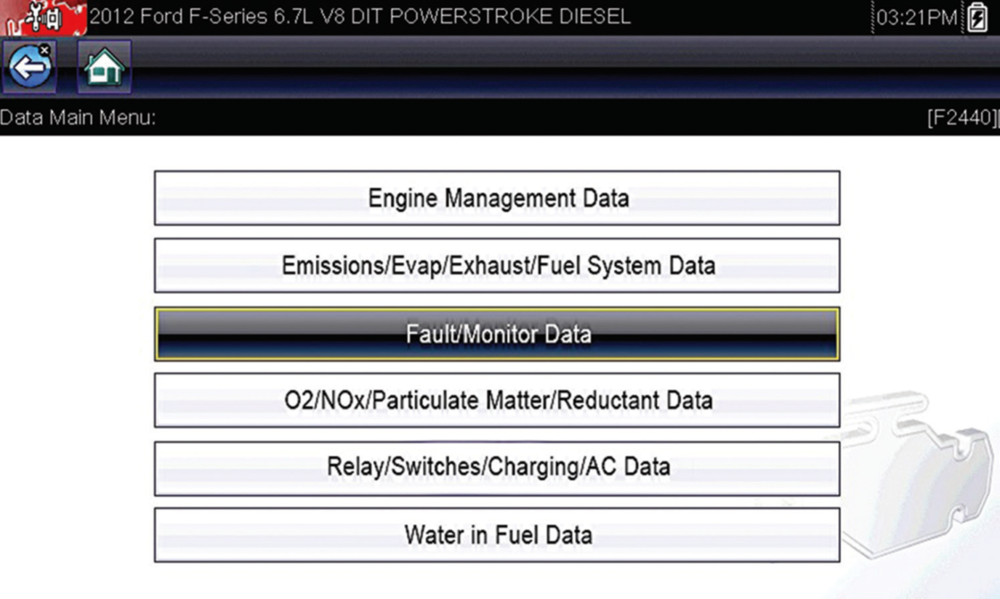 2012 Ford F-Series 6.7L V8 DIT POWERSTROKE DIESEL 03:21PM
Data Main Menu: [F2440]
Engine Management Data
Emissions/Evap/Exhaust/Fuel System Data
Fault/Monitor Data
O2/NOx/Particulate Matter/Reductant Data
Relay/Switches/Charging/AC Data
Water in Fuel Data